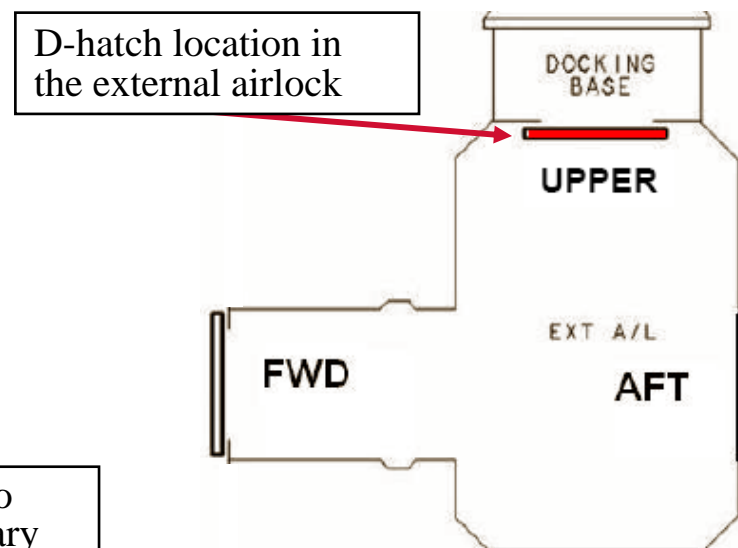 D-hatch location in
the external airlock
DOCKING
BASE
UPPER
EXT A/L
FWD
AFT